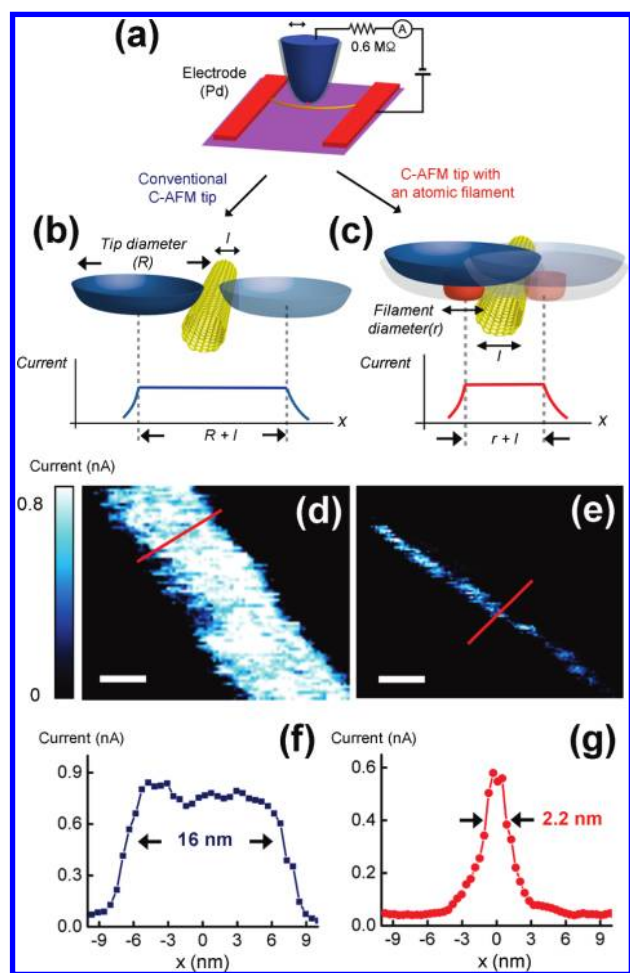 (a)
A
0.6 MΩ
Electrode
(Pd)
Conventional
C-AFM tip
C-AFM tip with
an atomic filament
(b)
(c)
Tip diameter
(R)
l
Filament
diameter(r)
l
Current
x
R + l
Current
x
r + l
Current (nA)
0.8
0
(d)
(e)
Current (nA)
(f)
0.9
0.6
0.3
0.0
16 nm
-9 -6 -3 0 3 6 9
x (nm)
Current (nA)
(g)
0.6
0.4
0.2
0.0
2.2 nm
-9 -6 -3 0 3 6 9
x (nm)